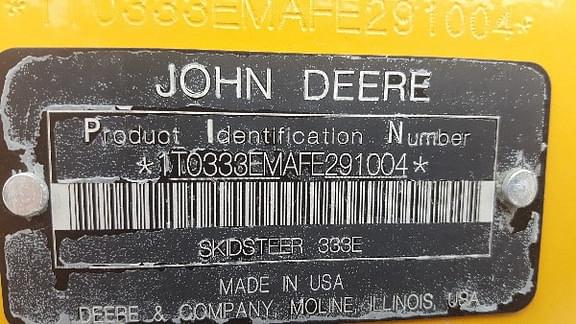 *1T0333EMAFE291004*
JOHN DEERE
Product Identification Number
*1T0333EMAFE291004*
SKIDSTEER 333E
MADE IN USA
DEERE & COMPANY MOLINE, ILLINOIS, USA